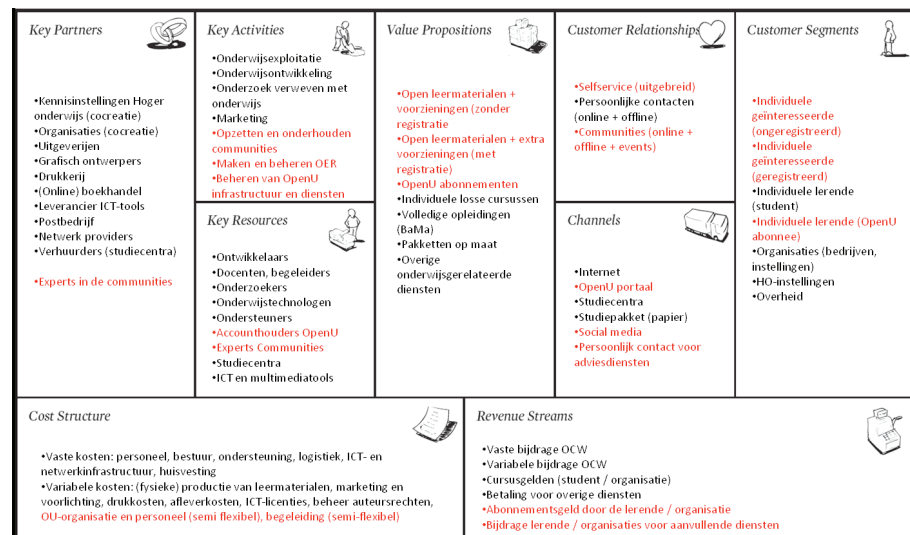 Key Partners
•Kennisinstellingen Hoger
onderwijs (cocreatie)
•Organisaties (cocreatie)
•Uitgeverijen
•Grafisch ontwerpers
•Drukkerij
•(Online) boekhandel
•Leverancier ICT-tools
•Postbedrijf
•Netwerk providers
•Verhuurders (studiecentra)
•Experts in de communities
Key Activities
•Onderwijsexploitatie
•Onderwijsontwikkeling
•Onderzoek verweven met
onderwijs
•Marketing
•Opzetten en onderhouden
communities
•Maken en beheren OER
•Beheren van OpenU
infrastructuur en diensten
Key Resources
•Ontwikkelaars
•Docenten, begeleiders
•Onderzoekers
•Onderwijstechnologen
•Ondersteuners
•Accounthouders OpenU
•Experts Communities
•Studiecentra
•ICT en multimediatools
Value Propositions
•Open leermaterialen +
voorzieningen (zonder
registratie
•Open leermaterialen + extra
voorzieningen (met
registratie)
•OpenU abonnementen
•Individuele losse cursussen
•Volledige opleidingen
(BaMa)
•Pakketten op maat
•Overige
onderwijsgerelateerde
diensten
Customer Relationships
•Selfservice (uitgebreid)
•Persoonlijke contacten
(online + offline)
•Communities (online +
offline + events)
Channels
•Internet
•OpenU portaal
•Studiecentra
•Studiepakket (papier)
•Social media
•Persoonlijk contact voor
adviesdiensten
Customer Segments
•Individuele
geïnteresseerde
(ongeregistreerd)
•Individuele
geïnteresseerde
(geregistreerd)
•Individuele lerende
(student)
•Individuele lerende (OpenU
abonnee)
•Organisaties (bedrijven,
instellingen)
•HO-instellingen
•Overheid
Cost Structure
•Vaste kosten: personeel, bestuur, ondersteuning, logistiek, ICT- en
netwerkinfrastructuur, huisvesting
•Variabele kosten: (fysieke) productie van leermaterialen, marketing en
voorlichting, drukkosten, afleverkosten, ICT-licenties, beheer auteursrechten,
OU-organisatie en personeel (semi flexibel), begeleiding (semi-flexibel)
Revenue Streams
•Vaste bijdrage OCW
•Variabele bijdrage OCW
•Cursusgelden (student / organisatie)
•Betaling voor overige diensten
•Abonnementsgeld door de lerende / organisatie
•Bijdrage lerende / organisaties voor aanvullende diensten